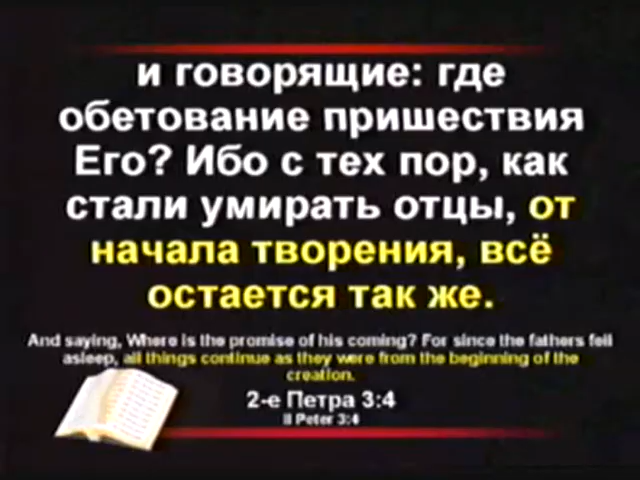 и говорящие: где
обетование пришествия
Его? Ибо с тех пор, как
стали умирать отцы, от
начала творения, всё
остается так же.
And saying, Where is the promise of his coming? For since the fathers fell
asleep, all things continue as they were from the beginning of the
creation.
2-е Петра 3:4
II Peter 3:4